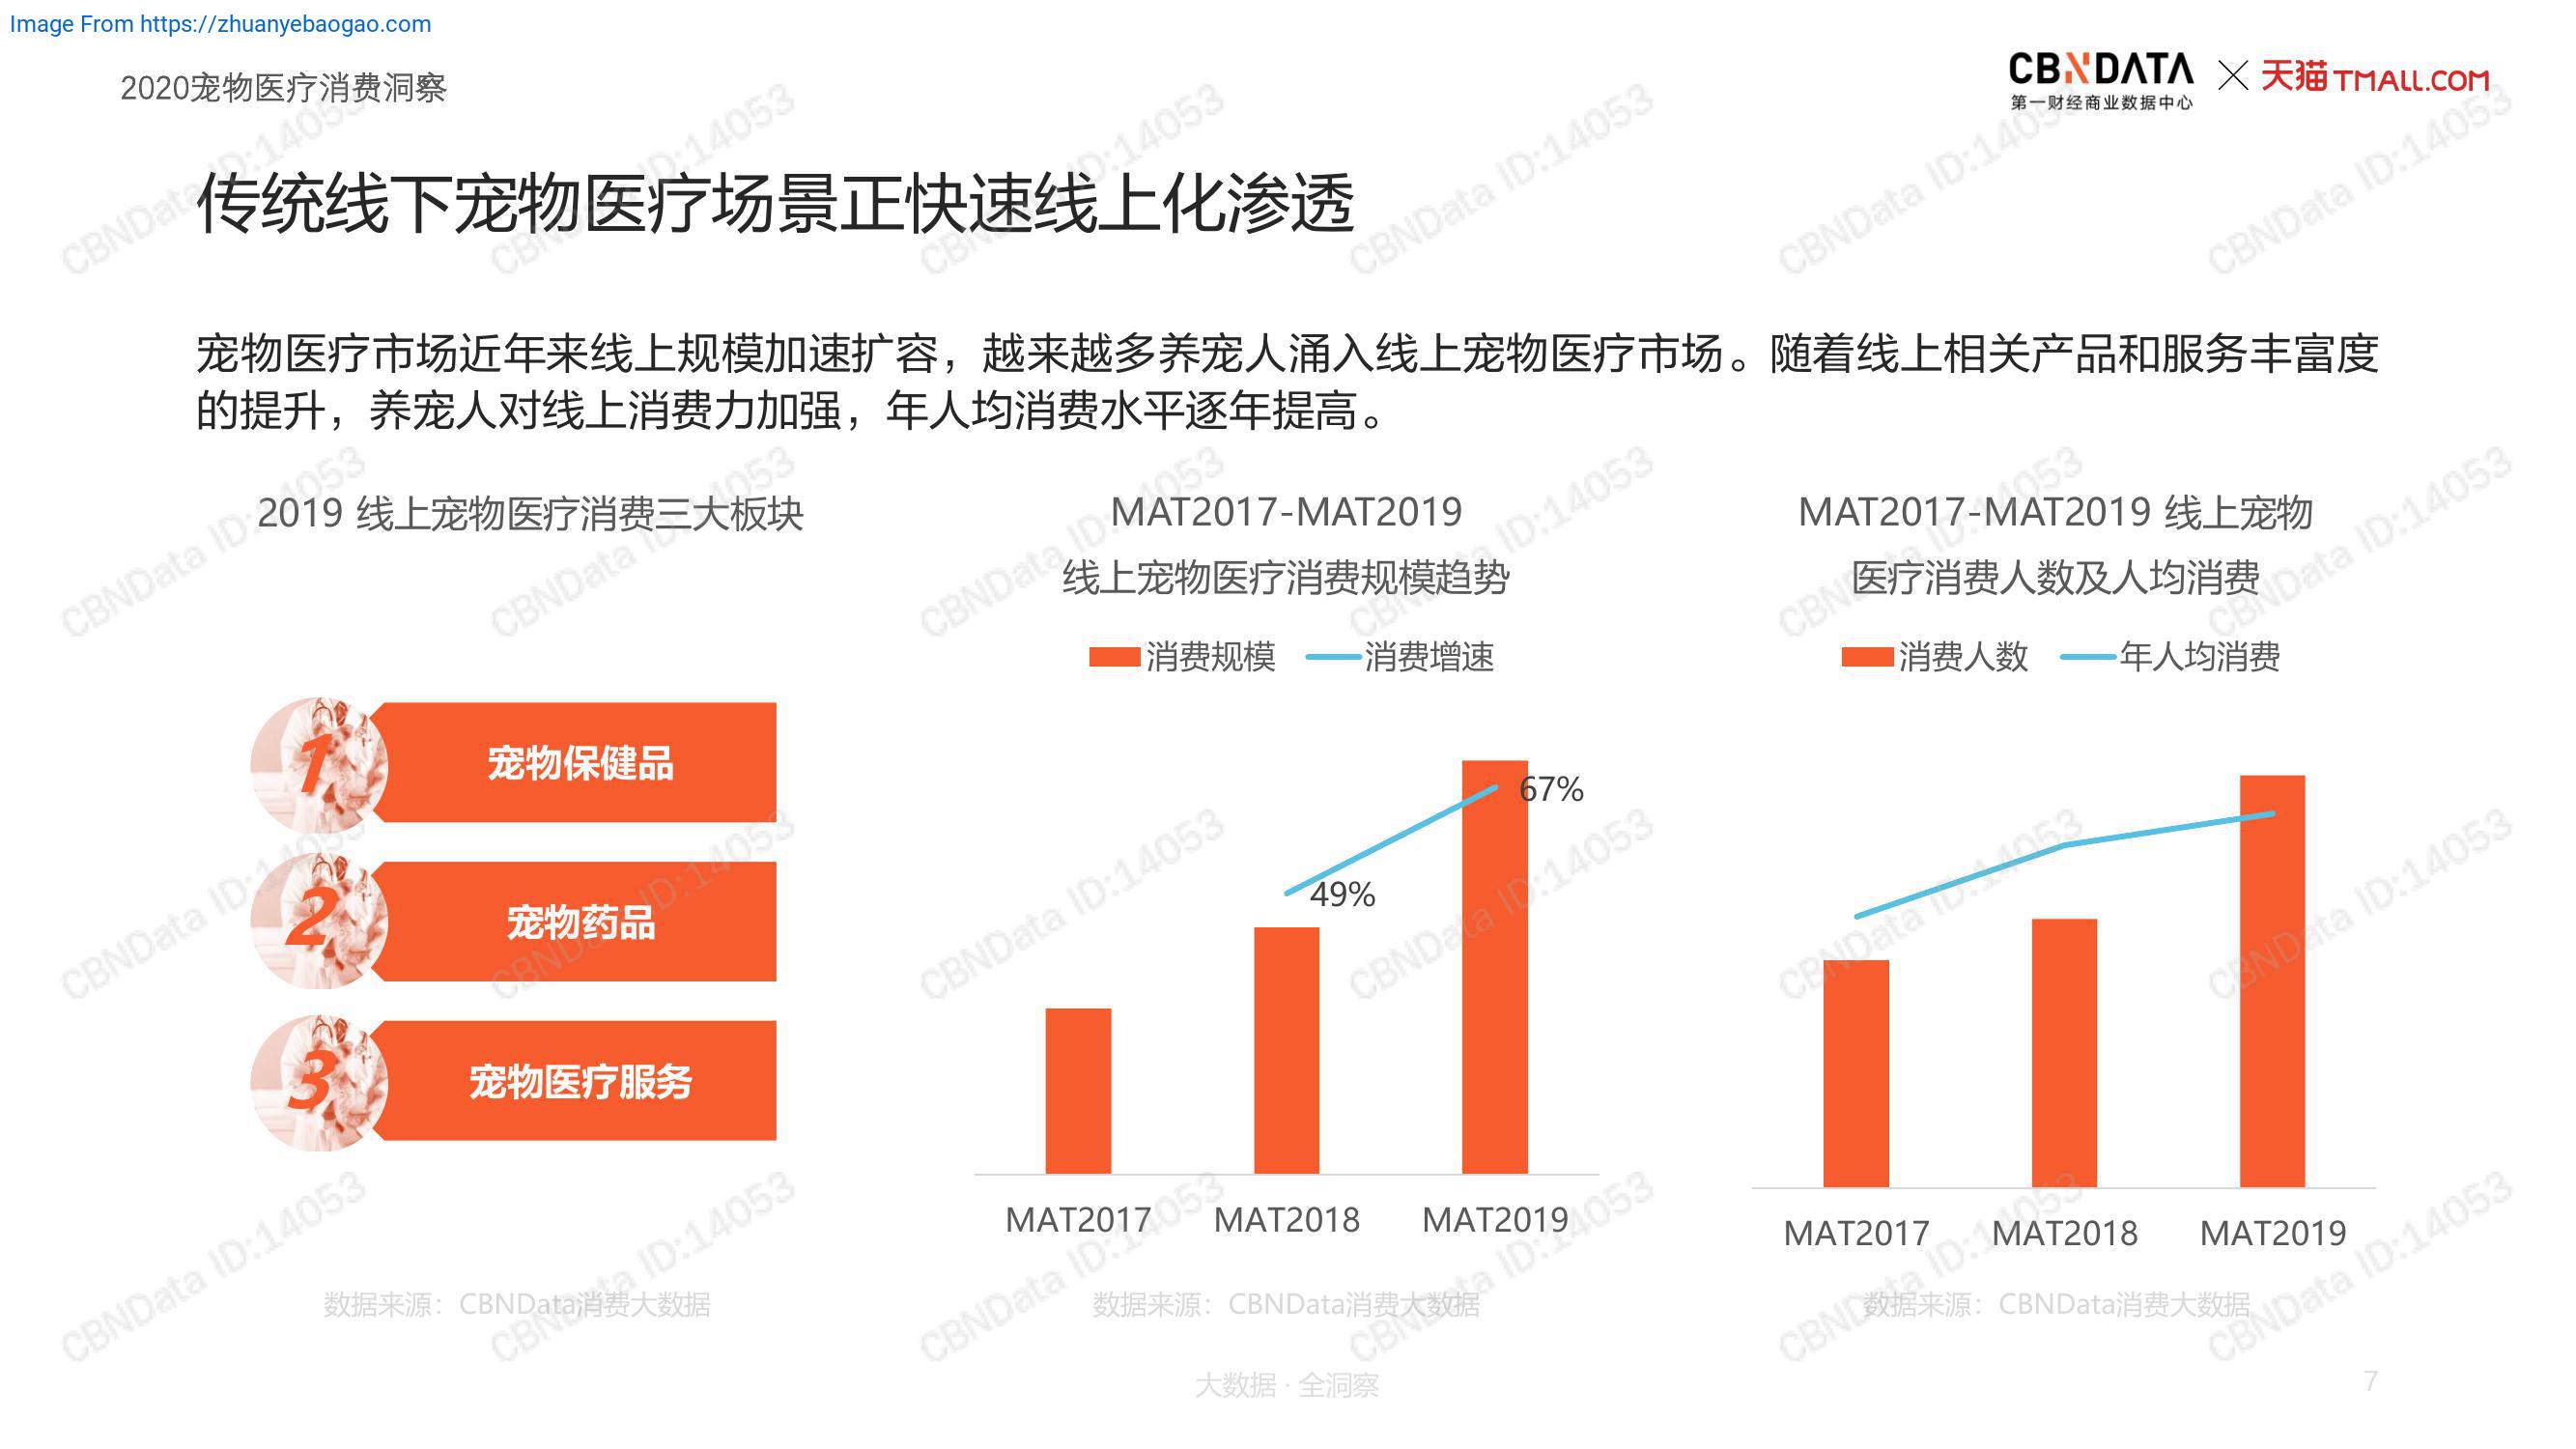 Image From https://zhuanyebaogao.com
2020宠物医疗消费洞察
CBNDATA
第一财经商业数据中心
天猫TMALL.COM
传统线下宠物医疗场景正快速线上化渗透
宠物医疗市场近年来线上规模加速扩容，越来越多养宠人涌入线上宠物医疗市场。随着线上相关产品和服务丰富度
的提升，养宠人对线上消费力加强，年人均消费水平逐年提高。
2019 线上宠物医疗消费三大板块
1
宠物保健品
2
宠物药品
3
宠物医疗服务
数据来源：CBNData消费大数据
MAT2017-MAT2019
线上宠物医疗消费规模趋势
消费规模 消费增速
67%
49%
MAT2017 MAT2018 MAT2019
数据来源：CBNData消费大数据
MAT2017-MAT2019 线上宠物
医疗消费人数及人均消费
消费人数 年人均消费
MAT2017 MAT2018 MAT2019
数据来源：CBNData消费大数据
大数据 · 全洞察
7
CBNData ID:14053